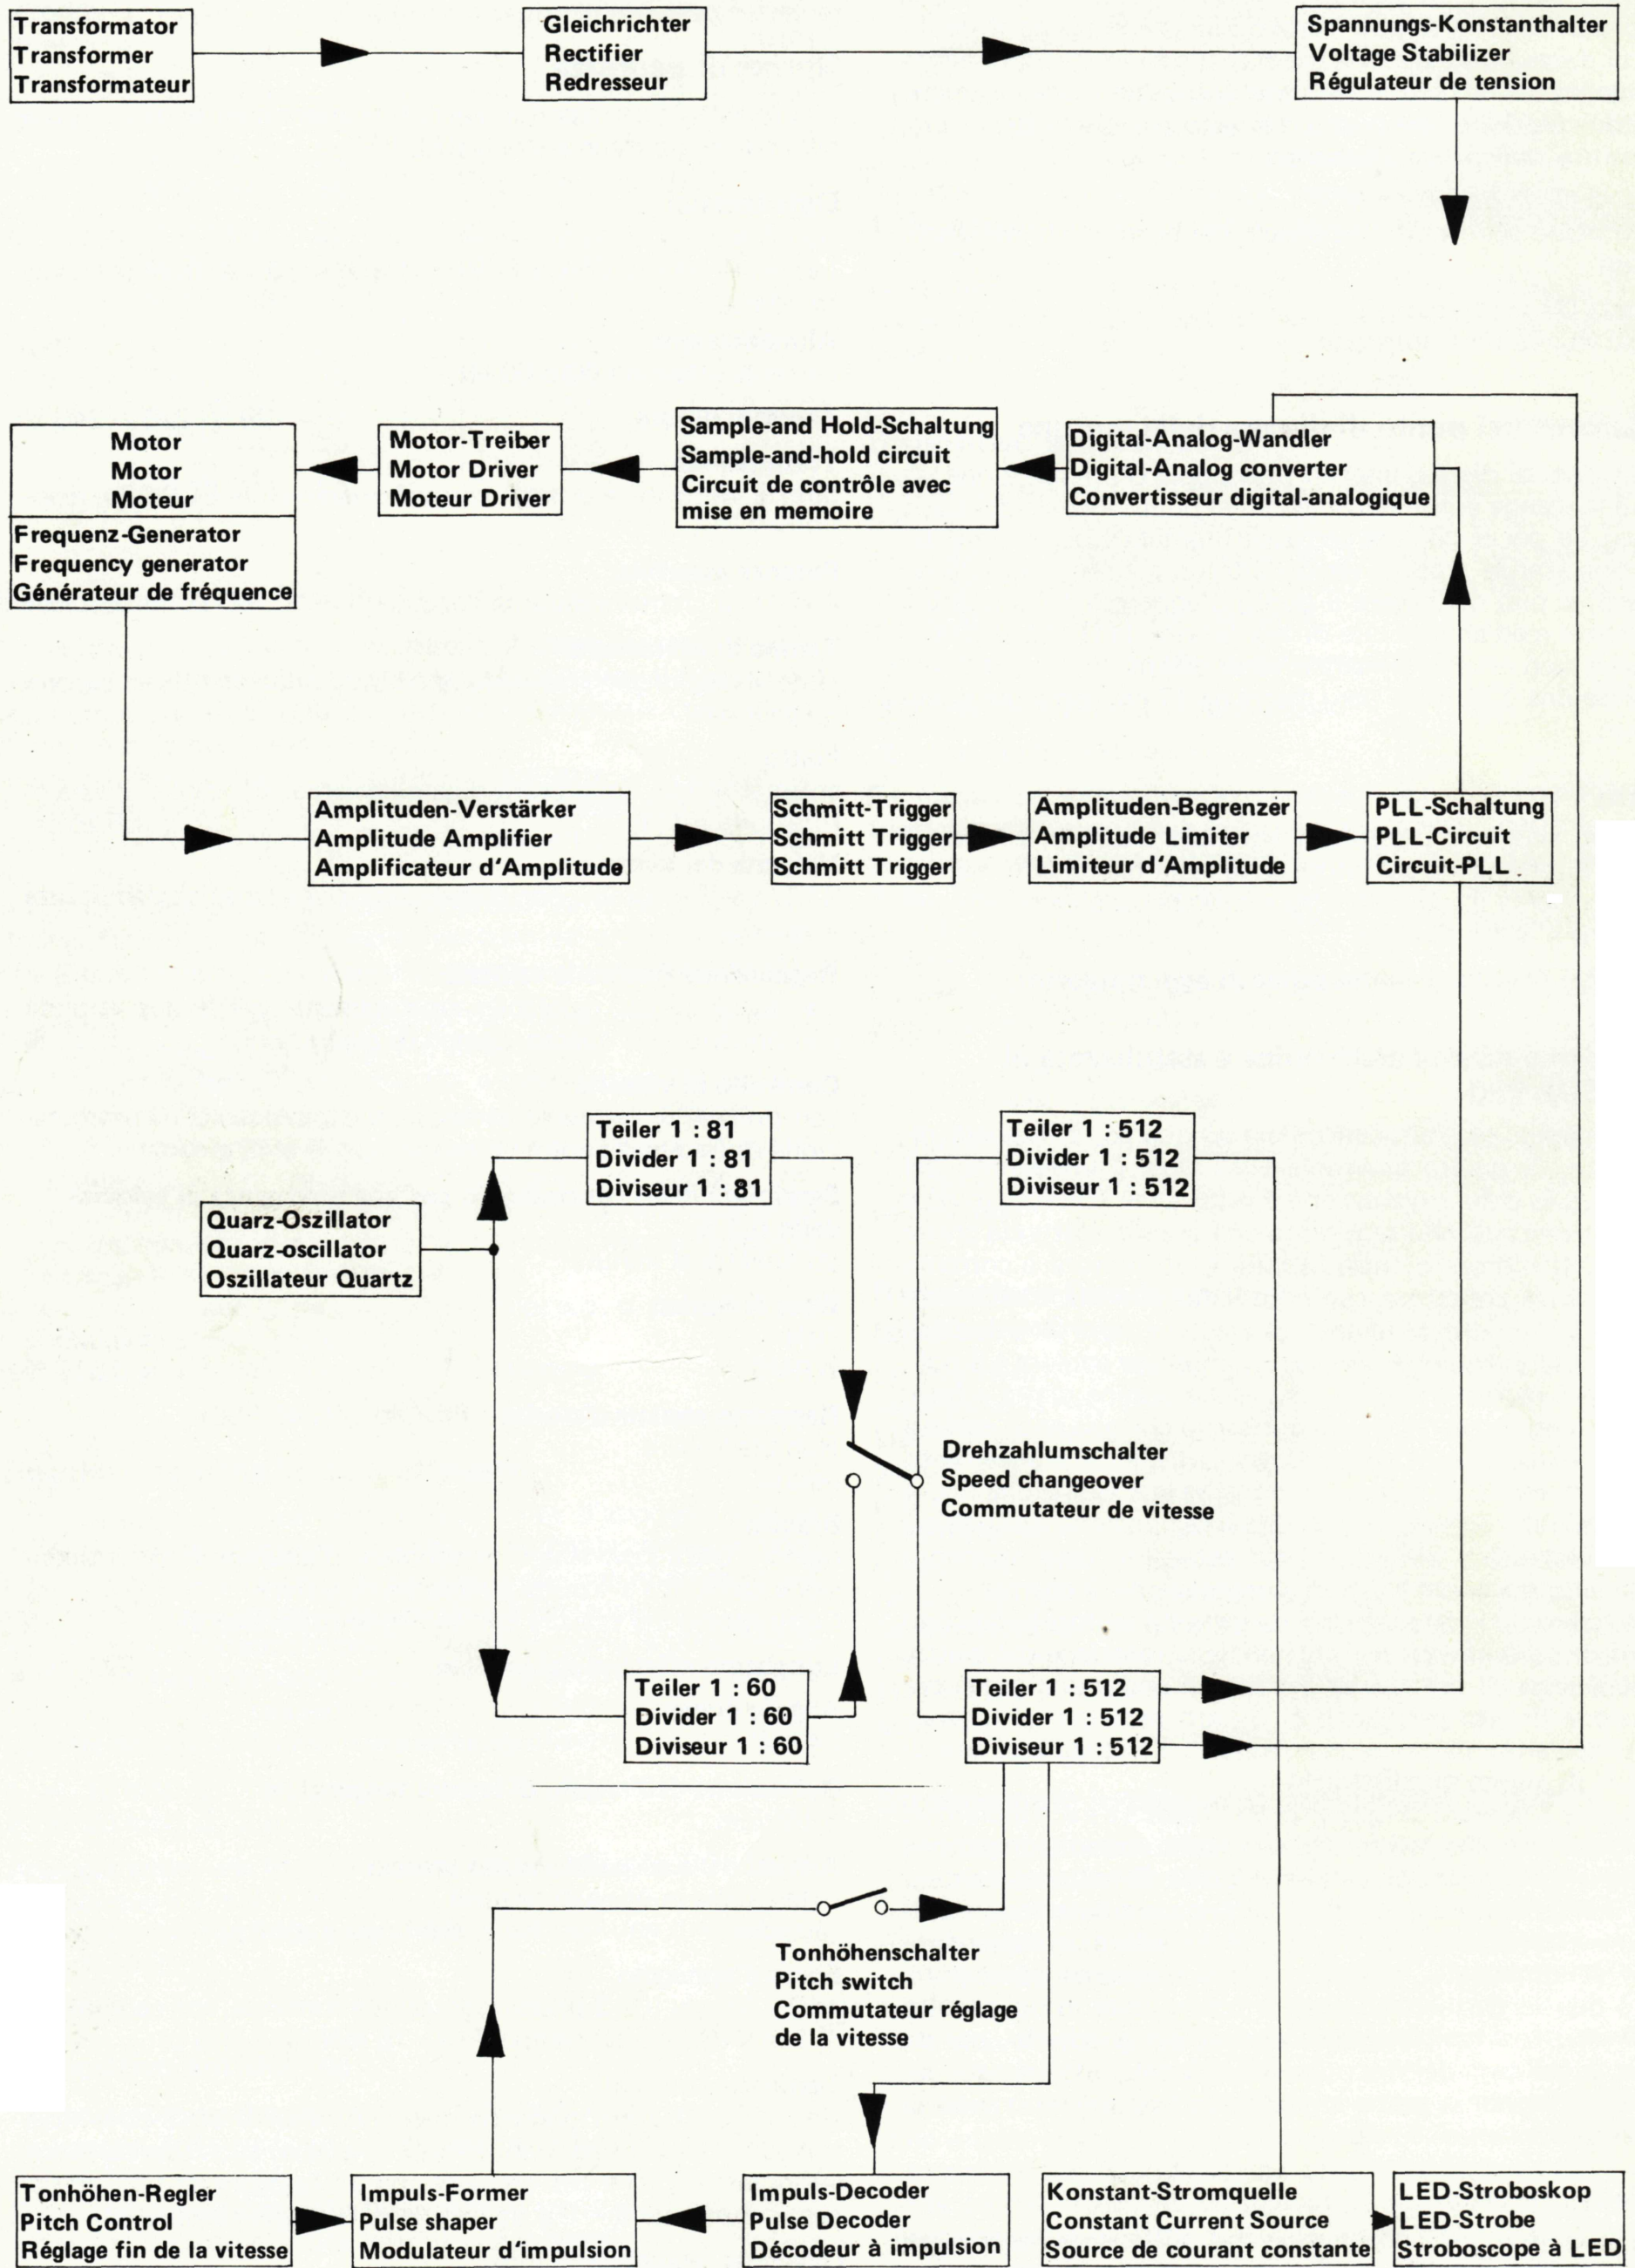 Transformator
Transformer
Transformateur
Gleichrichter
Rectifier
Redresseur
Spannungs-Konstanthalter
Voltage Stabilizer
Régulateur de tension
Motor
Motor
Moteur
Frequenz-Generator
Frequency generator
Générateur de fréquence
Motor-Treiber
Motor Driver
Moteur Driver
Sample-and Hold-Schaltung
Sample-and-hold circuit
Circuit de contrôle avec
mise en memoire
Digital-Analog-Wandler
Digital-Analog converter
Convertisseur digital-analogique
Amplituden-Verstärker
Amplitude Amplifier
Amplificateur d'Amplitude
Schmitt-Trigger
Schmitt Trigger
Schmitt Trigger
Amplituden-Begrenzer
Amplitude Limiter
Limiteur d'Amplitude
PLL-Schaltung
PLL-Circuit
Circuit-PLL
Teiler 1 : 81
Divider 1 : 81
Diviseur 1 : 81
Teiler 1 : 512
Divider 1 : 512
Diviseur 1 : 512
Quarz-Oszillator
Quarz-oscillator
Oszillateur Quartz
Drehzahlumschalter
Speed changeover
Commutateur de vitesse
Teiler 1 : 60
Divider 1 : 60
Diviseur 1 : 60
Teiler 1 : 512
Divider 1 : 512
Diviseur 1 : 512
Tonhöhenschalter
Pitch switch
Commutateur réglage
de la vitesse
Tonhöhen-Regler
Pitch Control
Réglage fin de la vitesse
Impuls-Former
Pulse shaper
Modulateur d'impulsion
Impuls-Decoder
Pulse Decoder
Décodeur à impulsion
Konstant-Stromquelle
Constant Current Source
Source de courant constante
LED-Stroboskop
LED-Strobe
Stroboscope à LED